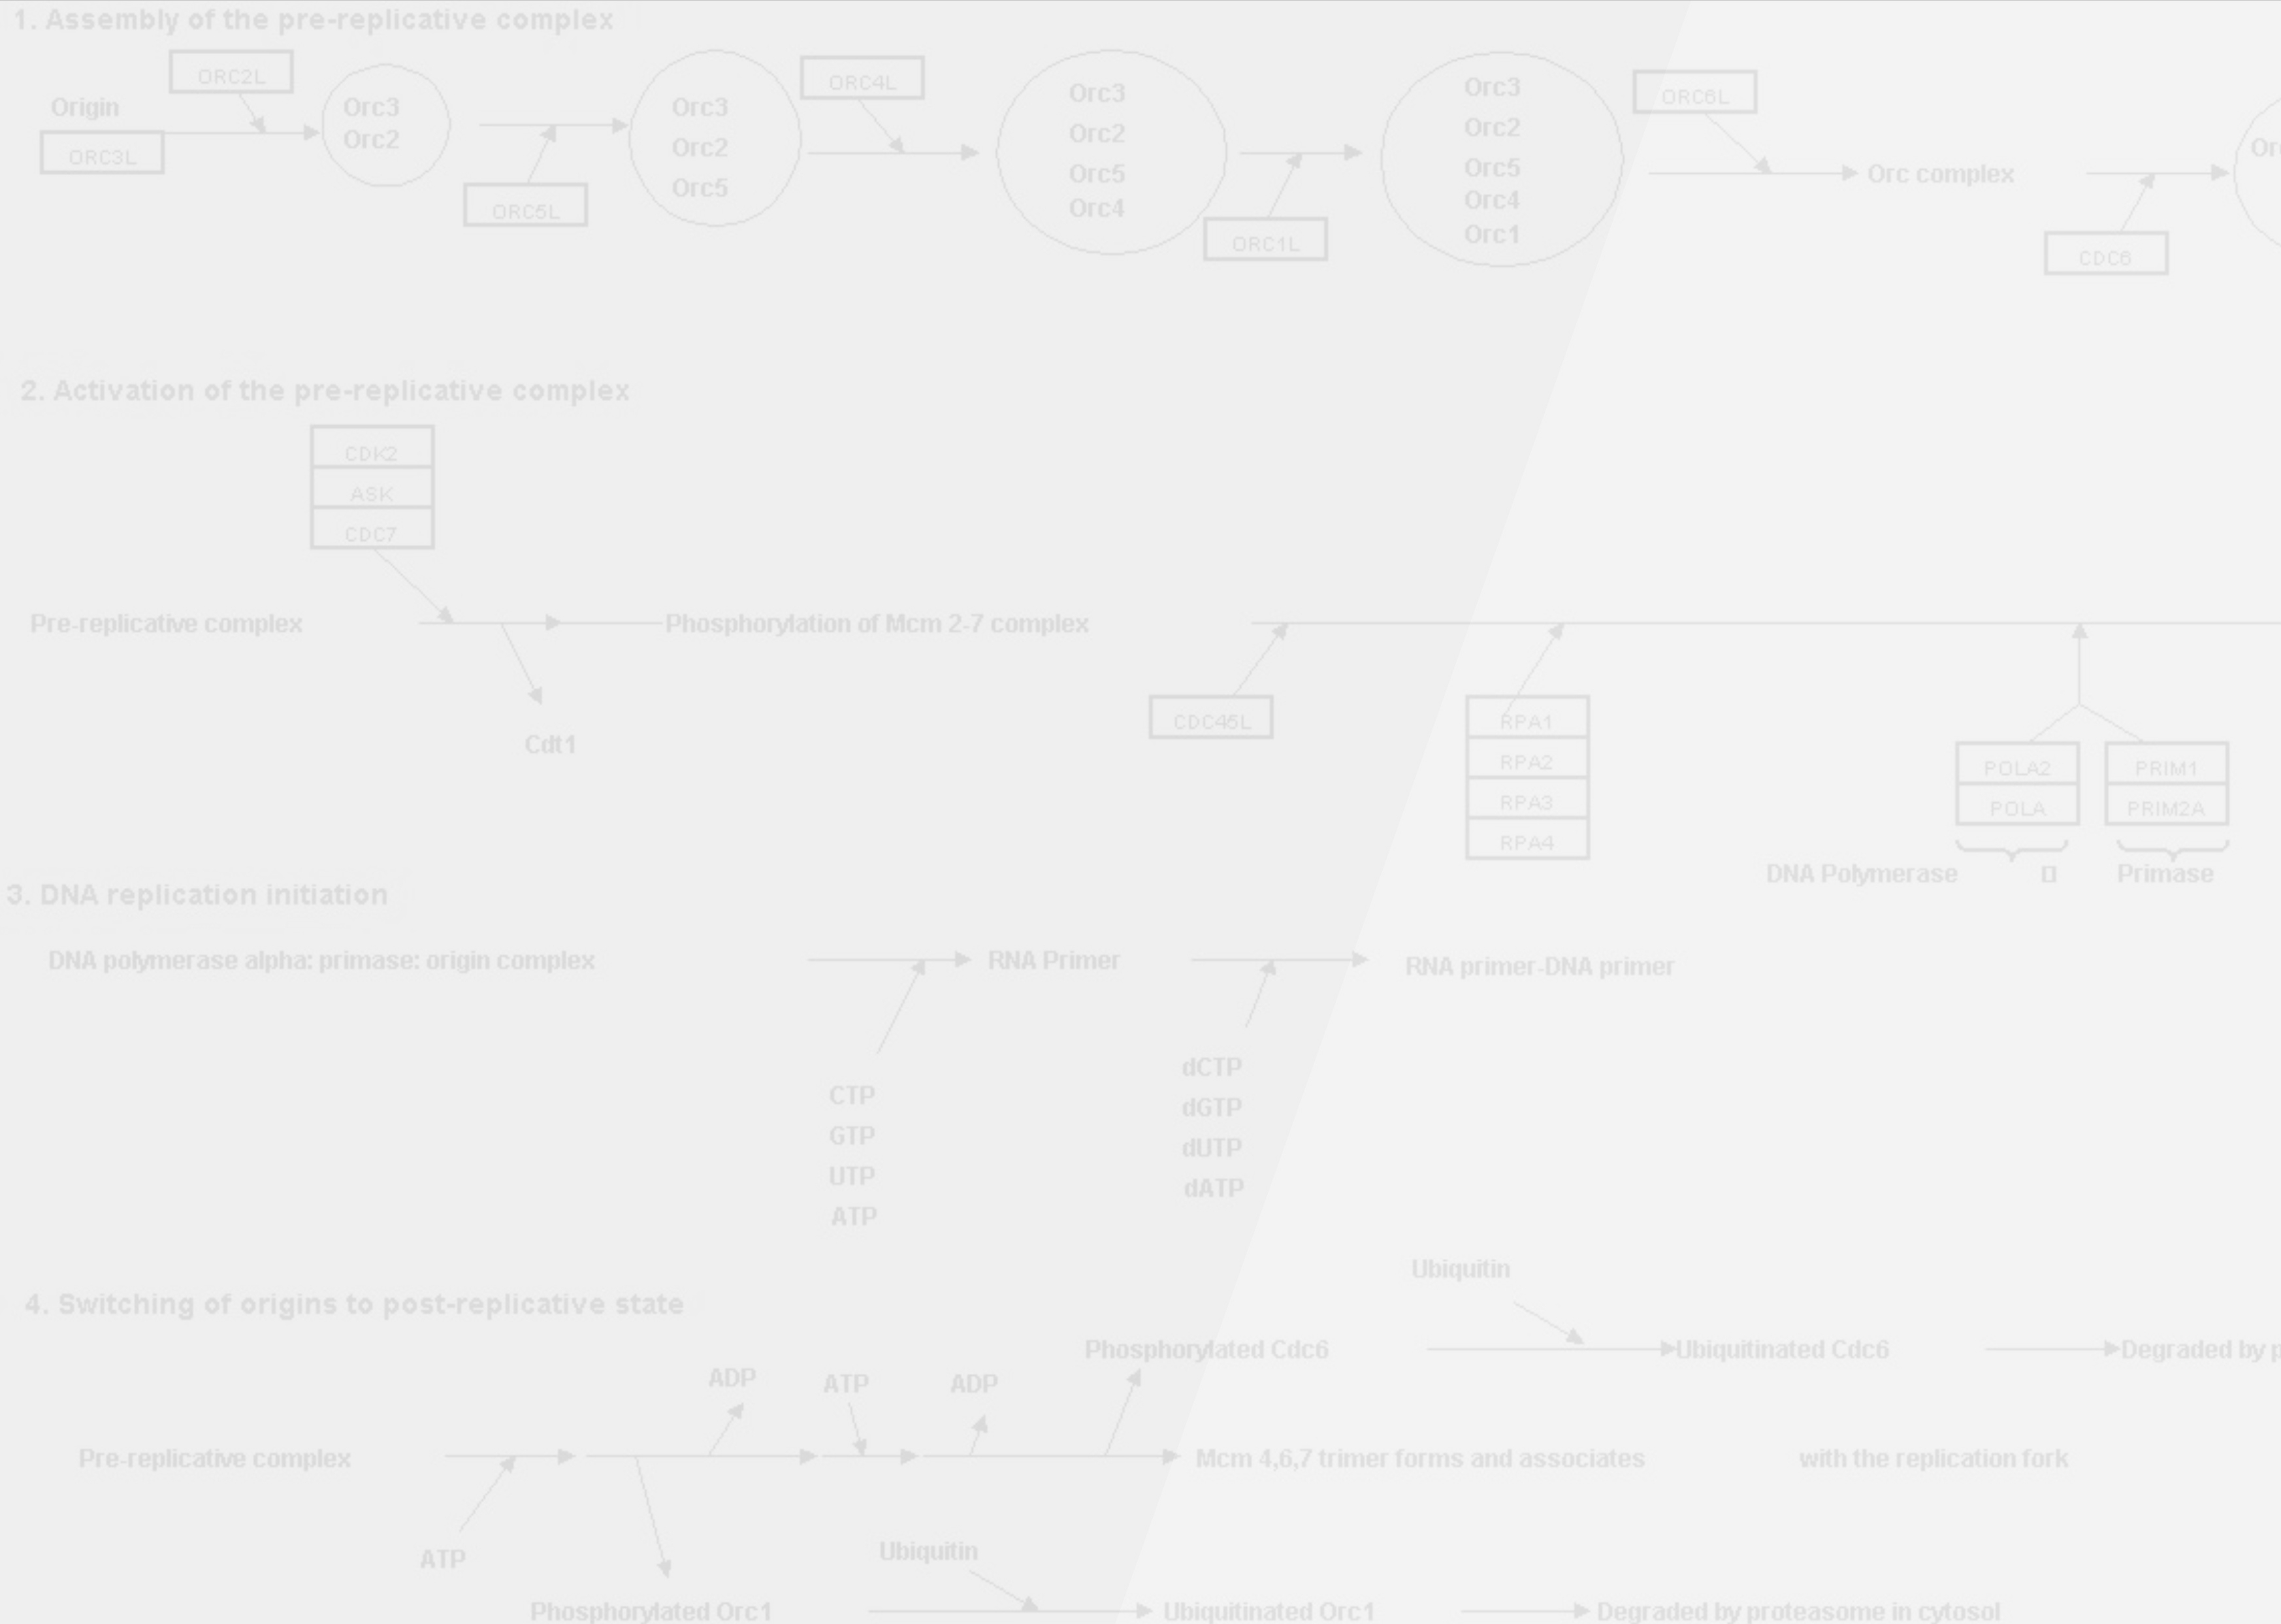 1. Assembly of the pre-replicative complex
ORC2L
Origin
ORC3L
Orc3
Orc2
ORC5L
Orc3
Orc2
Orc5
ORC4L
Orc3
Orc2
Orc5
Orc4
ORC1L
Orc3
Orc2
Orc5
Orc4
Orc1
ORC6L
Orc complex
CDC6
2. Activation of the pre-replicative complex
CDK2
ASK
CDC7
Pre-replicative complex
Phosphorylation of Mcm 2-7 complex
Cdt1
CDC45L
RPA1
RPA2
RPA3
RPA4
POLA2
POLA
PRIM1
PRIM2A
DNA Polymerase
Primase
3. DNA replication initiation
DNA polymerase alpha: primase: origin complex
RNA Primer
RNA primer-DNA primer
CTP
GTP
UTP
ATP
dCTP
dGTP
dUTP
dATP
4. Switching of origins to post-replicative state
Ubiquitin
Phosphorylated Cdc6
Ubiquitinated Cdc6
Degraded by
ADP
ATP
ADP
Pre-replicative complex
Mcm 4,6,7 trimer forms and associates with the replication fork
ATP
Ubiquitin
Phosphorylated Orc1
Ubiquitinated Orc1
Degraded by proteasome in cytosol